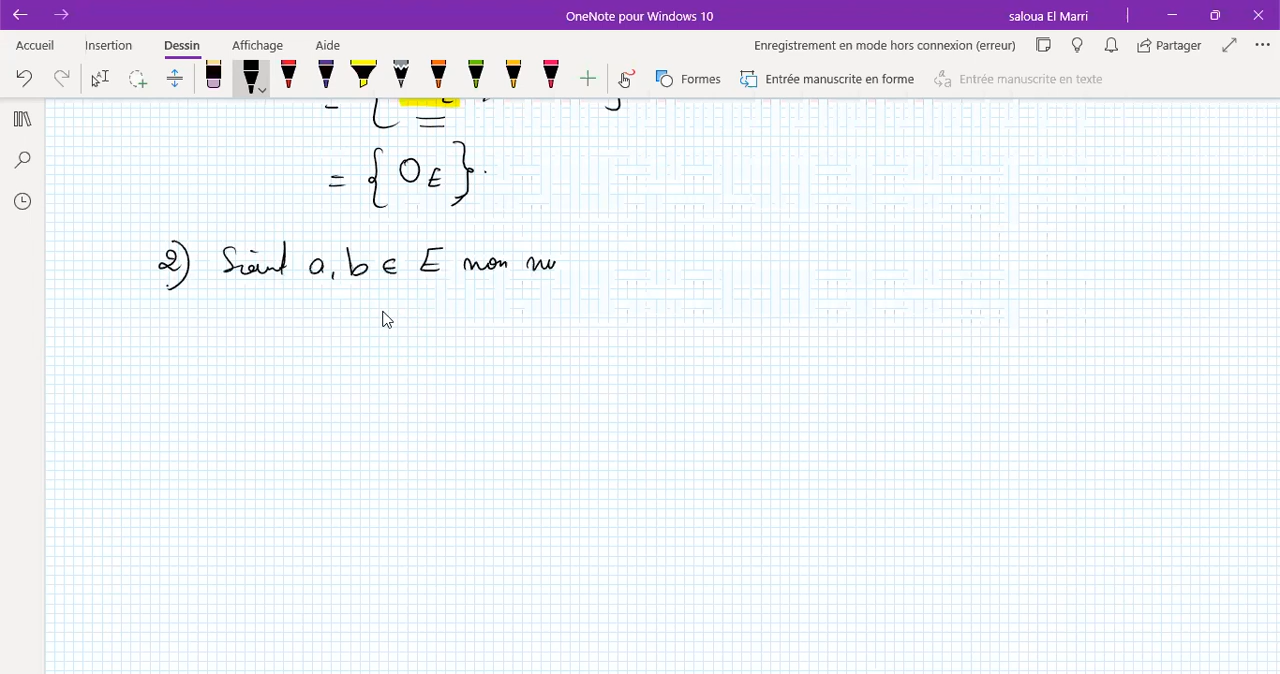 OneNote pour Windows 10
saloua El Marri
Accueil Insertion Dessin Affichage Aide
Enregistrement en mode hors connexion (erreur)
Partager
Formes
Entrée manuscrite en forme
Entrée manuscrite en texte
= {
= { 0_E }.
2) Soient a, b ∈ E non nu